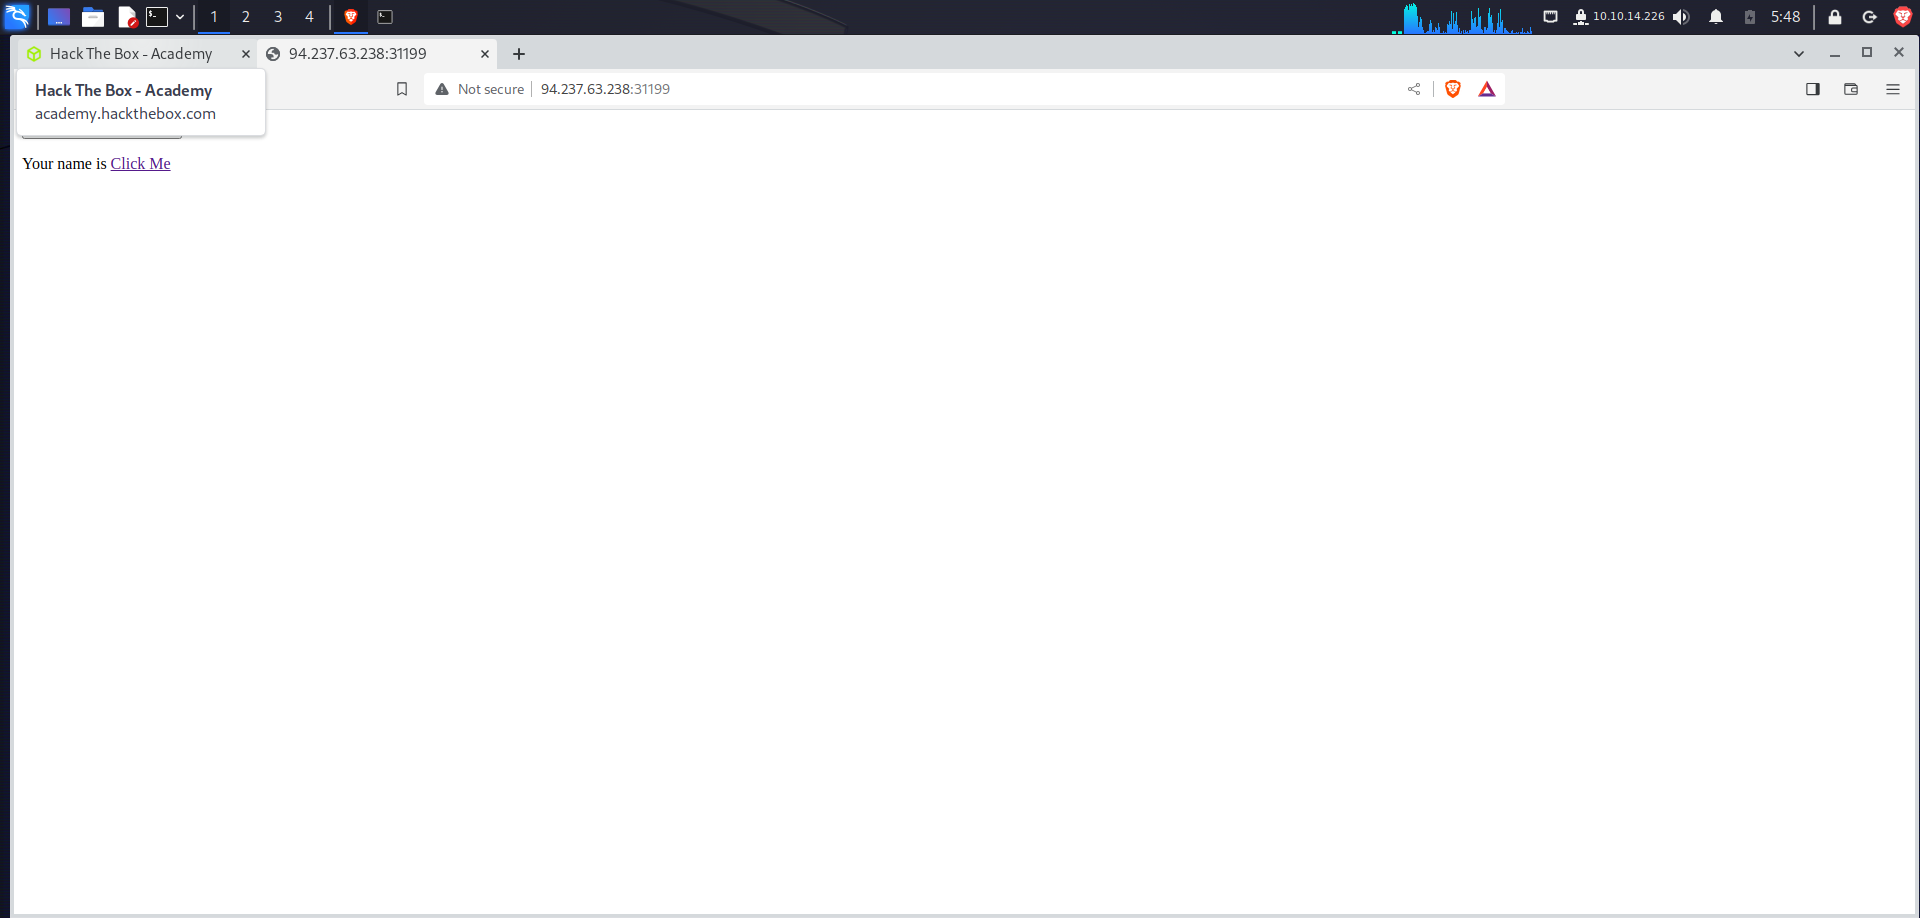 1 2 3 4 10.10.14.226 5:48
Hack The Box - Academy 94.237.63.238:31199
Hack The Box - Academy
academy.hackthebox.com
Not secure 94.237.63.238:31199
Your name is Click Me